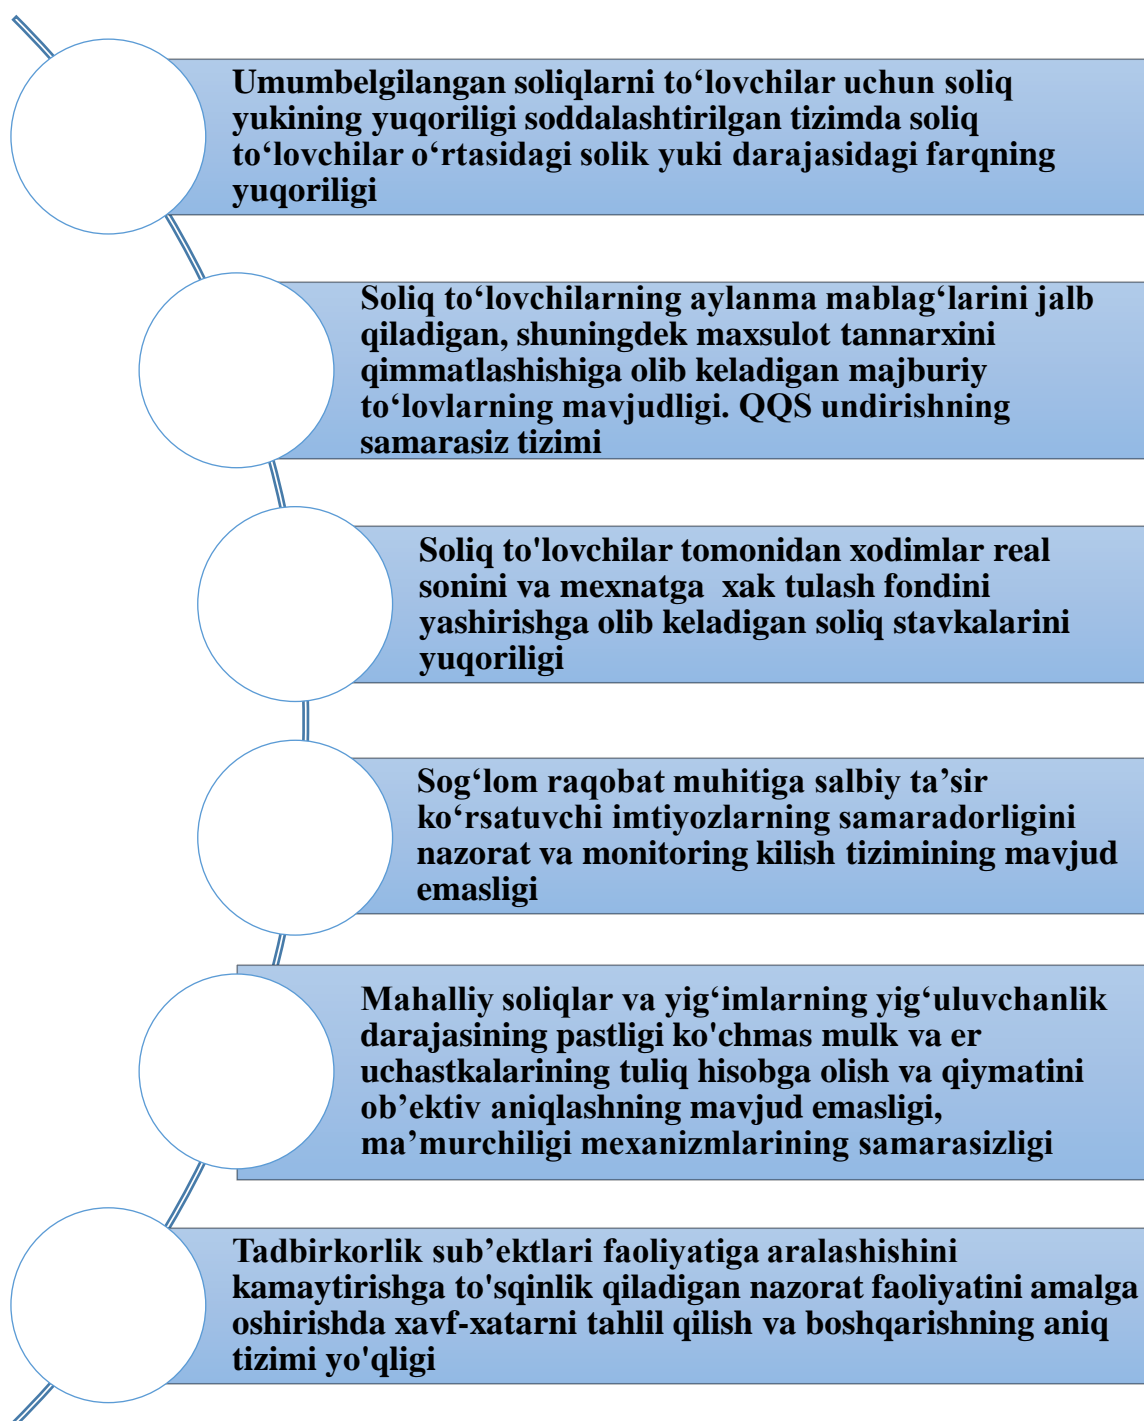 Umumbelgilangan soliqlarni to‘lovchilar uchun soliq
yukining yuqoriligi soddalashtirilgan tizimda soliq
to‘lovchilar o‘rtasidagi solik yuki darajasidagi farqning
yuqoriligi
Soliq to‘lovchilarning aylanma mablag‘larini jalb
qiladigan, shuningdek maxsulot tannarxini
qimmatlashishiga olib keladigan majburiy
to‘lovlarning mavjudligi. QQS undirishning
samarasiz tizimi
Soliq to'lovchilar tomonidan xodimlar real
sonini va mexnatga  xak tulash fondini
yashirishga olib keladigan soliq stavkalarini
yuqoriligi
Sog‘lom raqobat muhitiga salbiy ta’sir
ko‘rsatuvchi imtiyozlarning samaradorligini
nazorat va monitoring kilish tizimining mavjud
emasligi
Mahalliy soliqlar va yig‘imlarning yig‘uluvchanlik
darajasining pastligi ko'chmas mulk va er
uchastkalarining tuliq hisobga olish va qiymatini
ob’ektiv aniqlashning mavjud emasligi,
ma’murchiligi mexanizmlarining samarasizligi
Tadbirkorlik sub’ektlari faoliyatiga aralashishini
kamaytirishga to'sqinlik qiladigan nazorat faoliyatini amalga
oshirishda xavf-xatarni tahlil qilish va boshqarishning aniq
tizimi yo'qligi